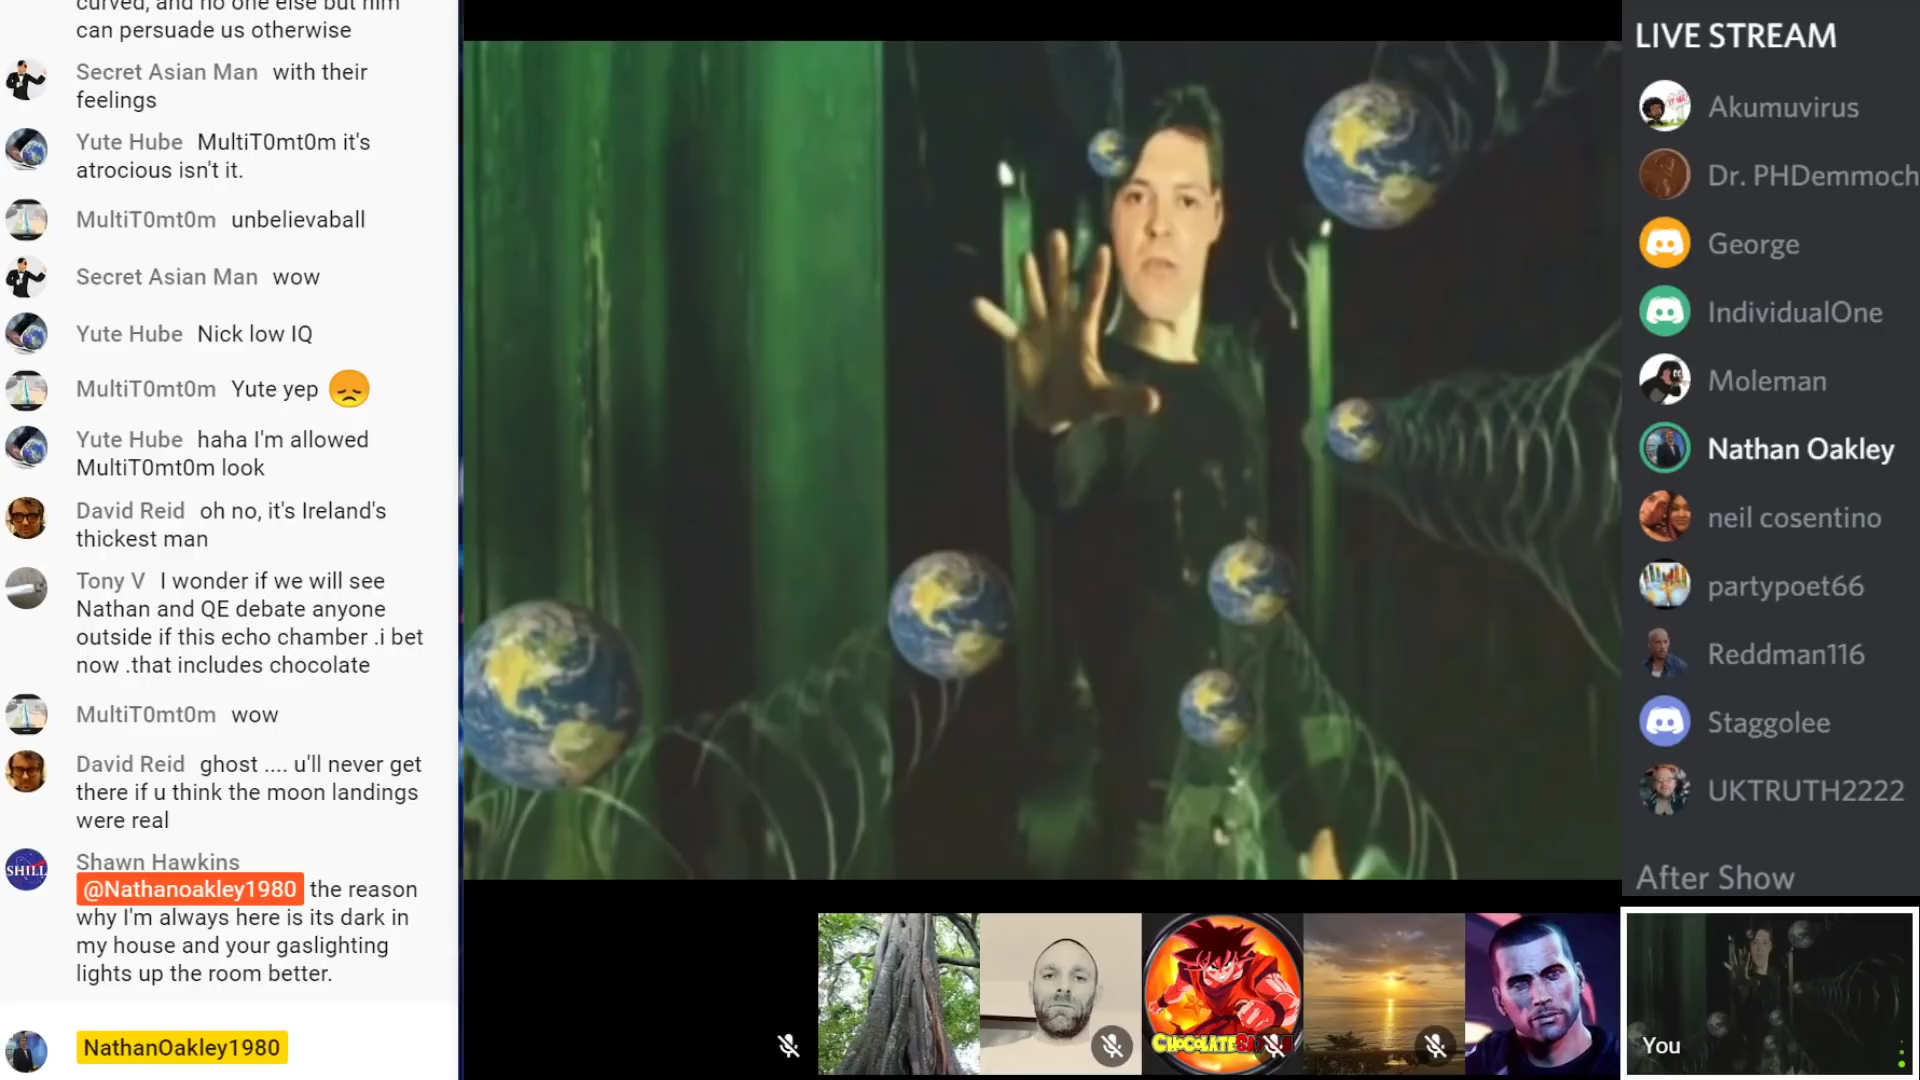 curved, and no one else but him
can persuade us otherwise
Secret Asian Man with their
feelings
Yute Hube MultiT0mt0m it's
atrocious isn't it.
MultiT0mt0m unbelievaball
Secret Asian Man wow
Yute Hube Nick low IQ
MultiT0mt0m Yute yep 😞
Yute Hube haha I'm allowed
MultiT0mt0m look
David Reid oh no, it's Ireland's
thickest man
Tony V I wonder if we will see
Nathan and QE debate anyone
outside if this echo chamber .i bet
now .that includes chocolate
MultiT0mt0m wow
David Reid ghost .... u'll never get
there if u think the moon landings
were real
SHILL
Shawn Hawkins
@Nathanoakley1980 the reason
why I'm always here is its dark in
my house and your gaslighting
lights up the room better.
NathanOakley1980
LIVE STREAM
Akumuvirus
Dr. PHDemmoch
George
IndividualOne
Moleman
Nathan Oakley
neil cosentino
partypoet66
Reddman116
Staggolee
UKTRUTH2222
After Show
You